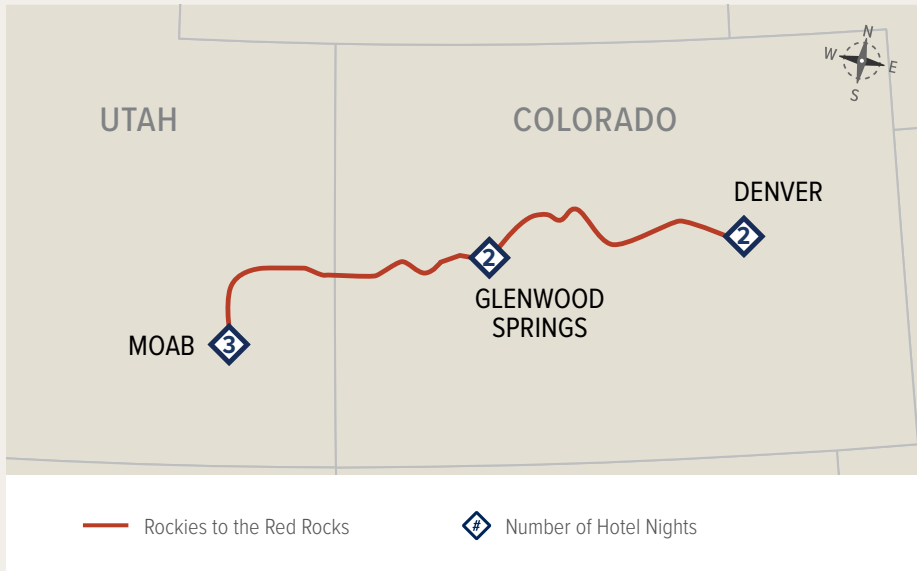 N
W
E
S
UTAH
COLORADO
DENVER
2
2
GLENWOOD
SPRINGS
MOAB
3
Rockies to the Red Rocks
# Number of Hotel Nights